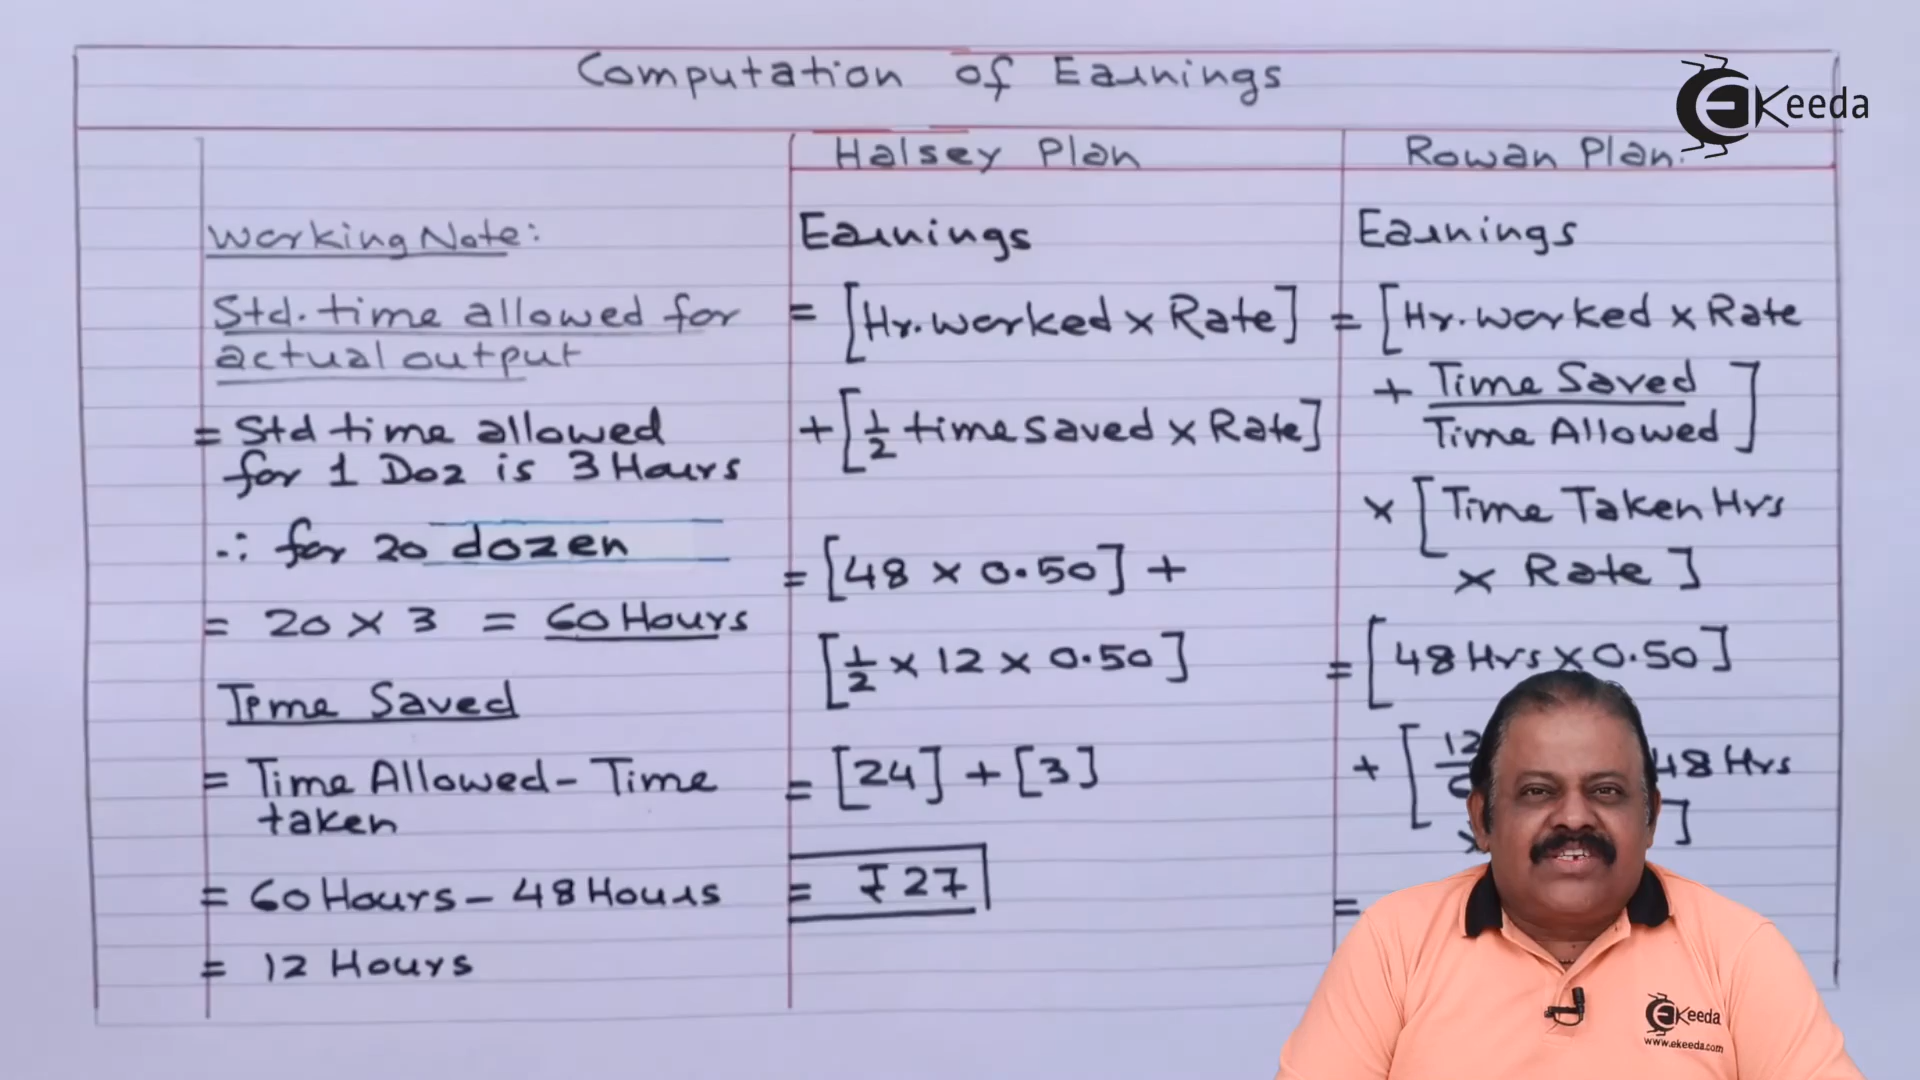 Computation of Earnings
EKeeda
Halsey Plan
Rowan Plan.
Working Note:
Std. time allowed for
actual output
= Std time allowed
for 1 Doz is 3 Hours
∴ for 20 dozen
= 20 x 3 = 60 Hours
Time Saved
= Time Allowed - Time
taken
= 60 Hours - 48 Hours
= 12 Hours
Earnings
= [Hr. worked x Rate]
+ [1/2 time saved x Rate]
= [48 x 0.50] +
[1/2 x 12 x 0.50]
= [24] + [3]
= ₹ 27
Earnings
= [Hr. worked x Rate
+ Time Saved
Time Allowed]
x [Time Taken Hrs
x Rate]
= [48 Hrs x 0.50]
+ [12 48 Hrs
]
=
EKeeda
www.ekeeda.com